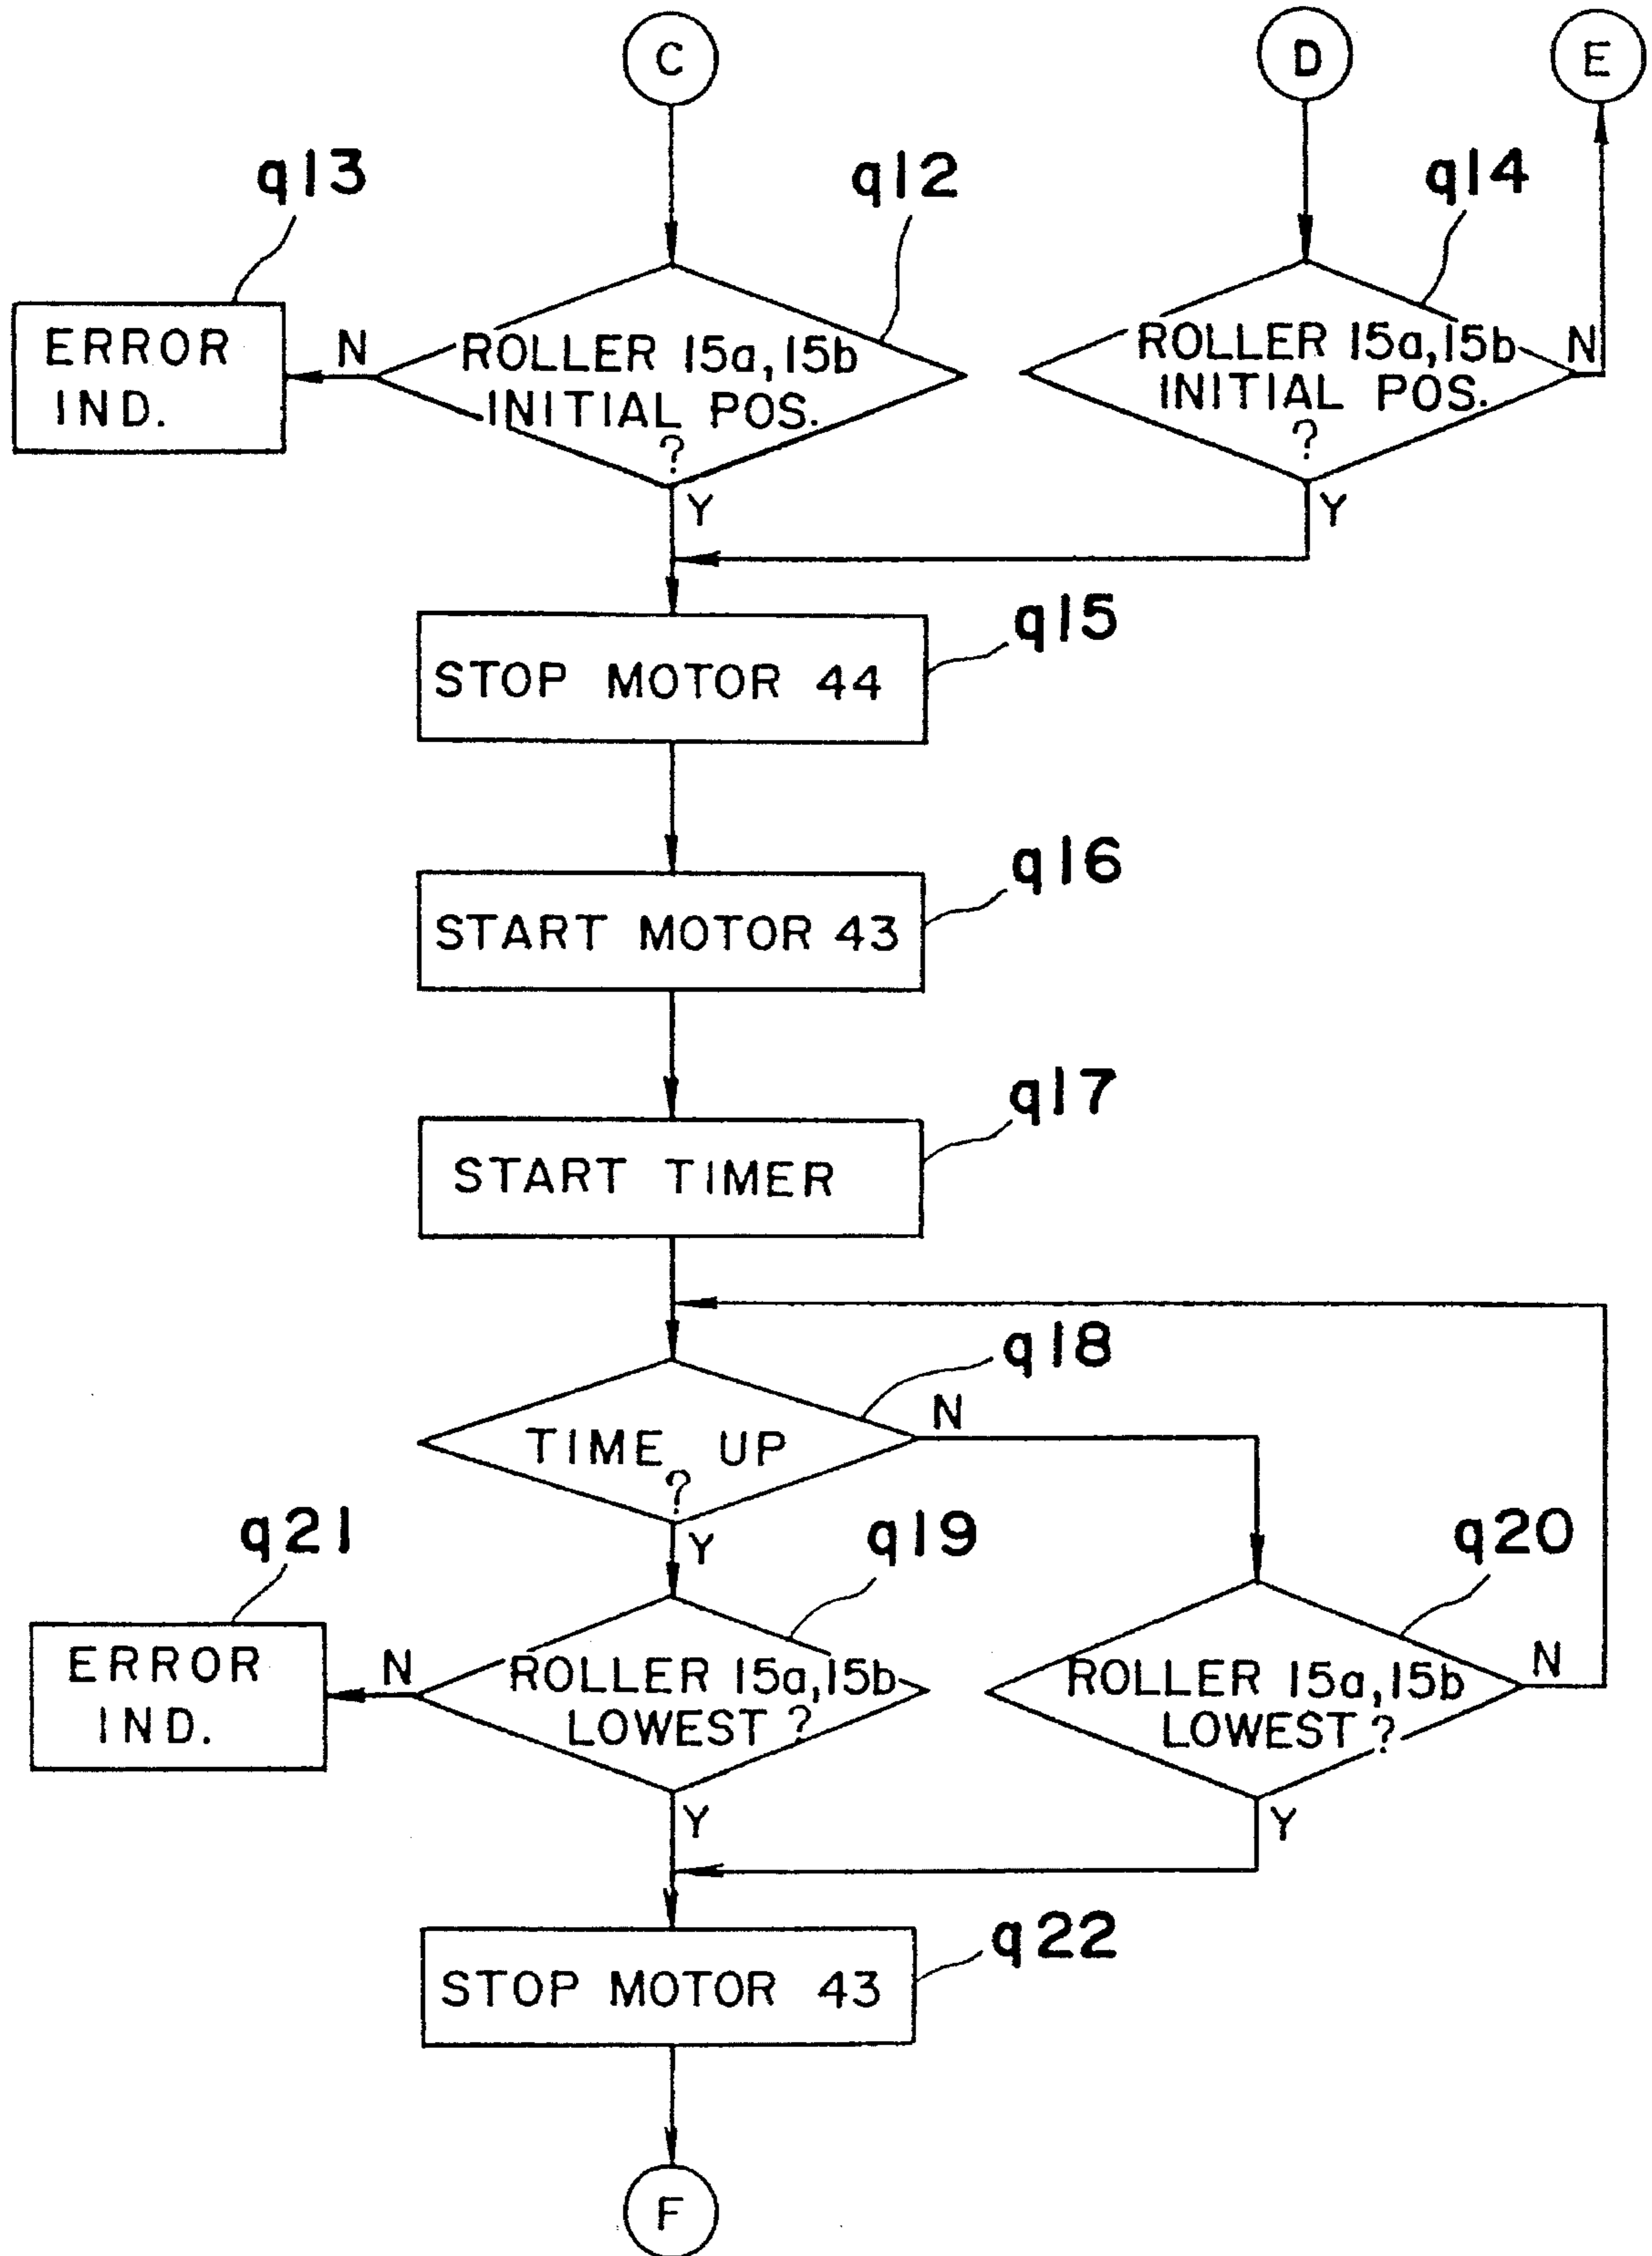 C
D
E
q13
q12
q14
ERROR
IND.
N
ROLLER 15a,15b
INITIAL POS.
?
Y
ROLLER 15a,15b
INITIAL POS.
?
N
Y
q15
STOP MOTOR 44
q16
START MOTOR 43
q17
START TIMER
q18
TIME UP
?
N
Y
q21
q19
q20
ERROR
IND.
N
ROLLER 15a,15b
LOWEST ?
Y
ROLLER 15a,15b
LOWEST ?
N
Y
q22
STOP MOTOR 43
F